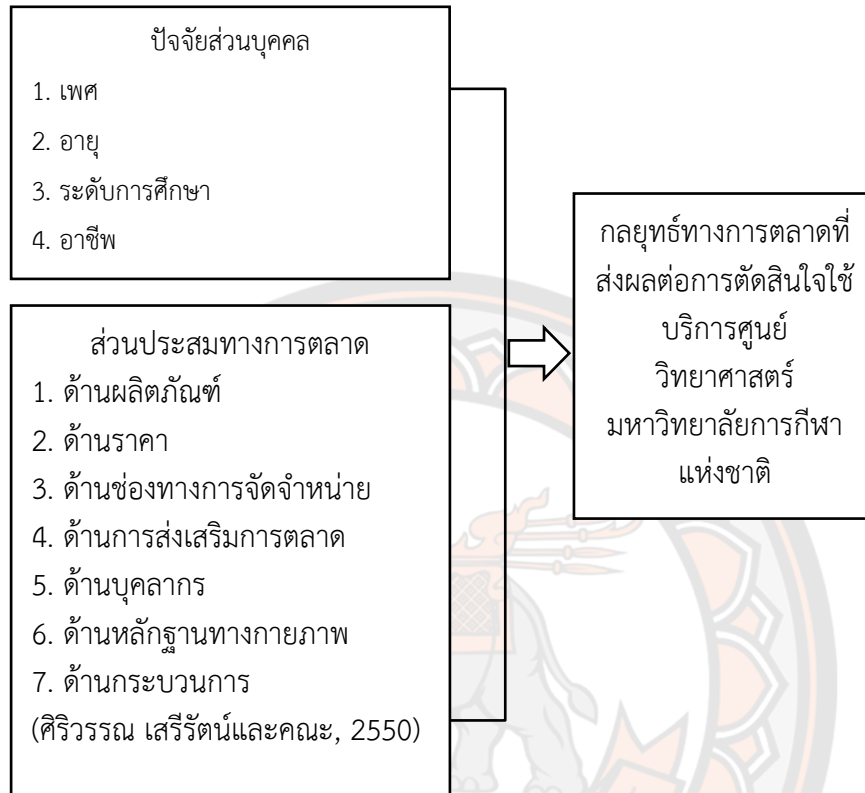 ปัจจัยส่วนบุคคล
1. เพศ
2. อายุ
3. ระดับการศึกษา
4. อาชีพ
ส่วนประสมทางการตลาด
1. ด้านผลิตภัณฑ์
2. ด้านราคา
3. ด้านช่องทางการจัดจำหน่าย
4. ด้านการส่งเสริมการตลาด
5. ด้านบุคลากร
6. ด้านหลักฐานทางกายภาพ
7. ด้านกระบวนการ
(ศิริวรรณ เสรีรัตน์และคณะ, 2550)
กลยุทธ์ทางการตลาดที่
ส่งผลต่อการตัดสินใจใช้
บริการศูนย์
วิทยาศาสตร์
มหาวิทยาลัยการกีฬา
แห่งชาติ